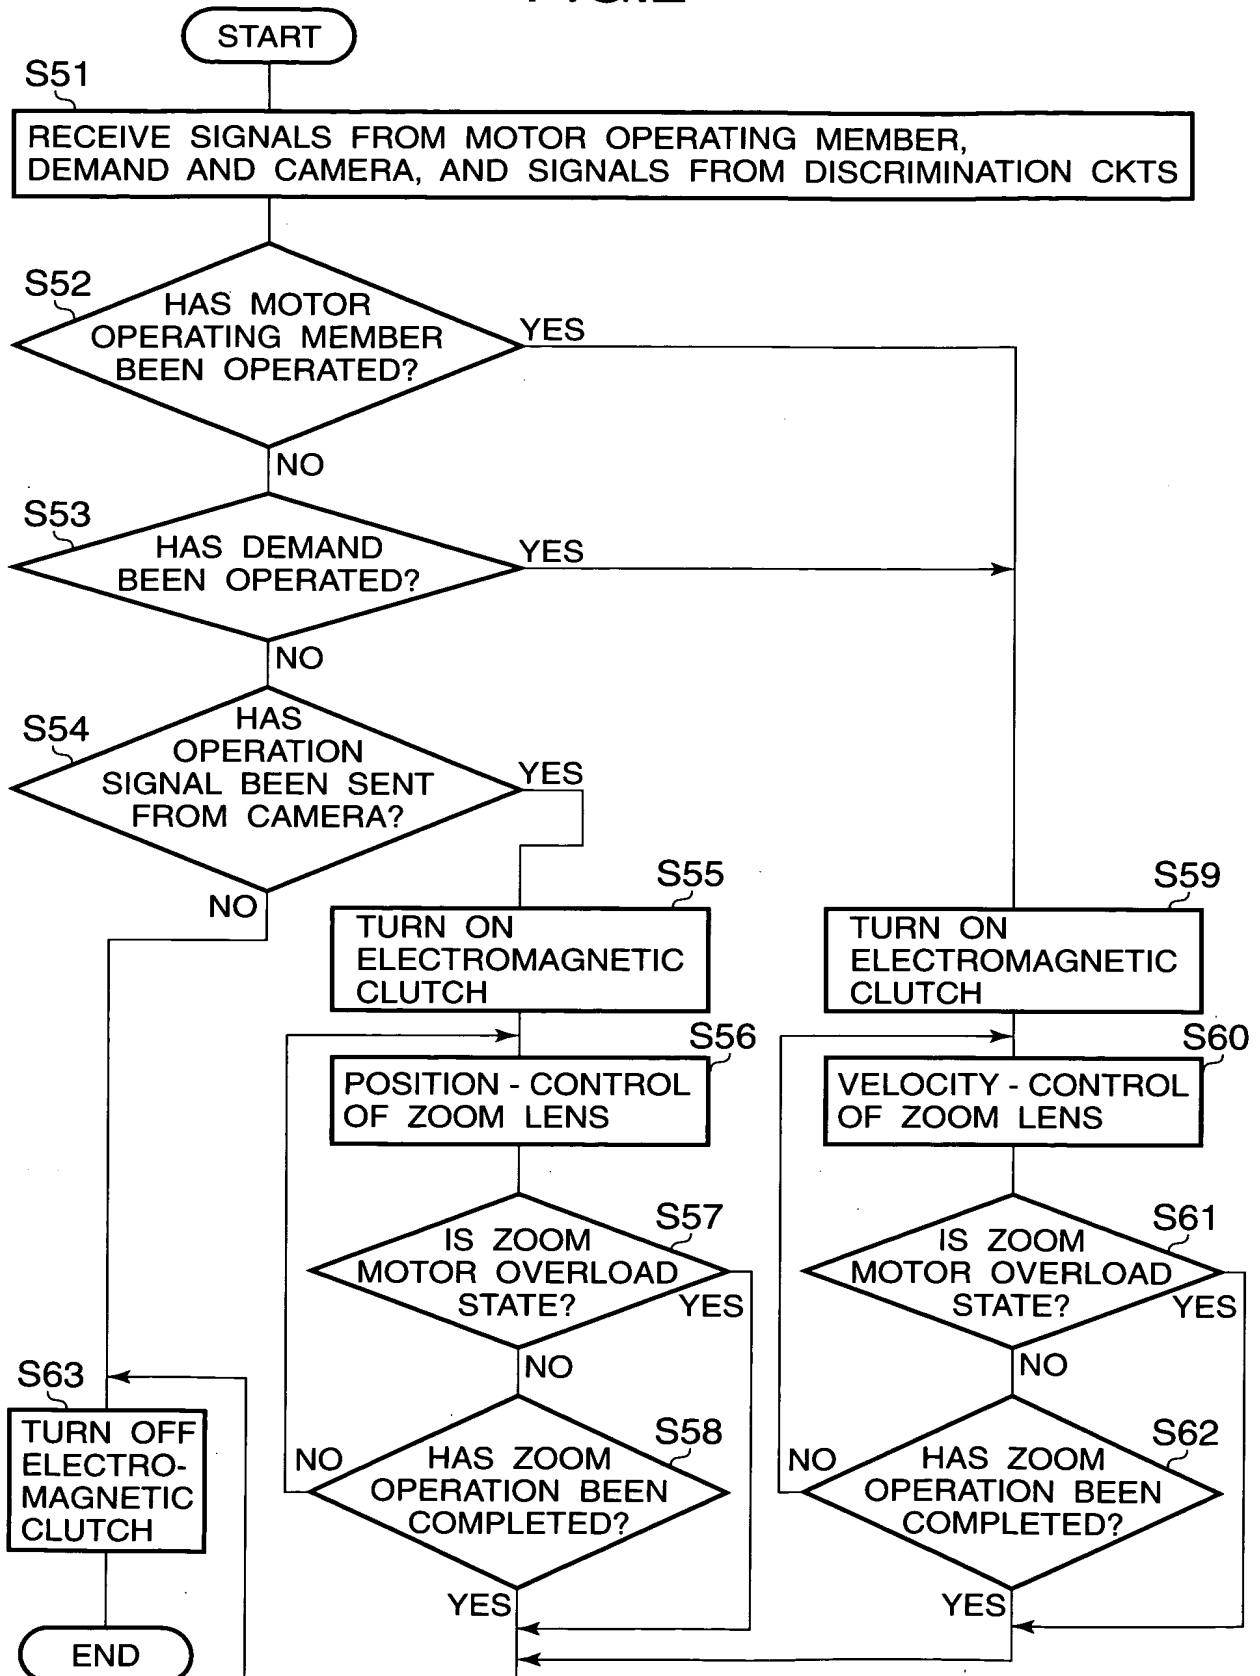 START
S51
RECEIVE SIGNALS FROM MOTOR OPERATING MEMBER,
DEMAND AND CAMERA, AND SIGNALS FROM DISCRIMINATION CKTS
S52
HAS MOTOR
OPERATING MEMBER
BEEN OPERATED?
YES
NO
S53
HAS DEMAND
BEEN OPERATED?
YES
NO
S54
HAS
OPERATION
SIGNAL BEEN SENT
FROM CAMERA?
YES
NO
S55
TURN ON
ELECTROMAGNETIC
CLUTCH
S56
POSITION - CONTROL
OF ZOOM LENS
S57
IS ZOOM
MOTOR OVERLOAD
STATE?
YES
NO
S58
HAS ZOOM
OPERATION BEEN
COMPLETED?
NO
YES
S59
TURN ON
ELECTROMAGNETIC
CLUTCH
S60
VELOCITY - CONTROL
OF ZOOM LENS
S61
IS ZOOM
MOTOR OVERLOAD
STATE?
YES
NO
S62
HAS ZOOM
OPERATION BEEN
COMPLETED?
NO
YES
S63
TURN OFF
ELECTRO-
MAGNETIC
CLUTCH
END